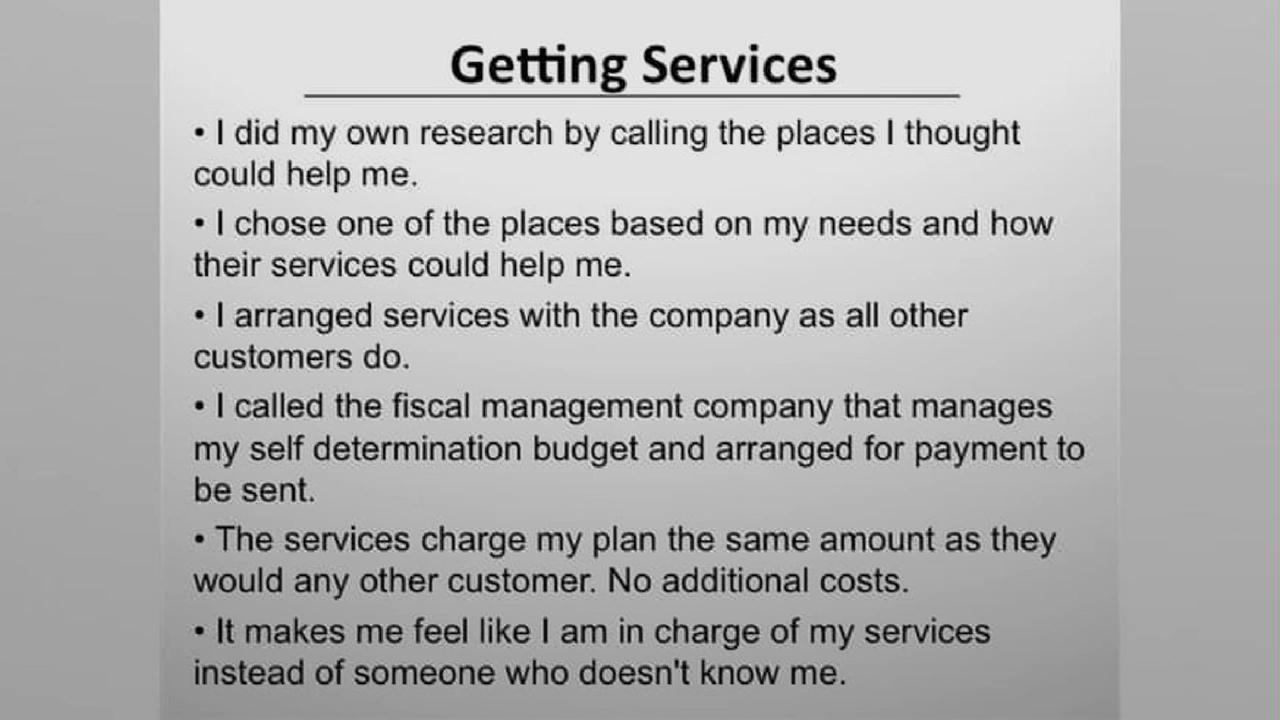 Getting Services
• I did my own research by calling the places I thought
could help me.
• I chose one of the places based on my needs and how
their services could help me.
• I arranged services with the company as all other
customers do.
• I called the fiscal management company that manages
my self determination budget and arranged for payment to
be sent.
• The services charge my plan the same amount as they
would any other customer. No additional costs.
• It makes me feel like I am in charge of my services
instead of someone who doesn't know me.